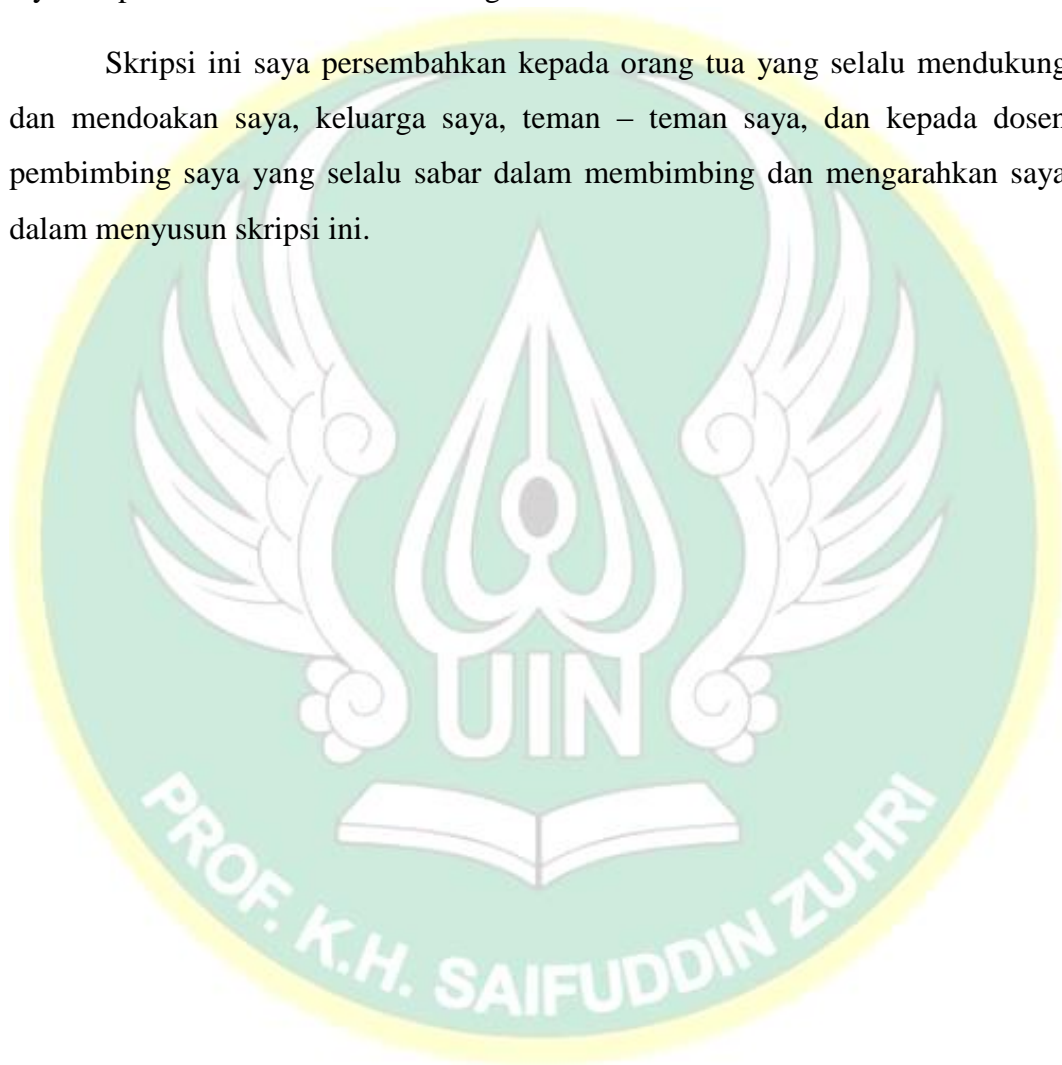 Skripsi ini saya persembahkan kepada orang tua yang selalu mendukung
dan mendoakan saya, keluarga saya, teman – teman saya, dan kepada dosen
pembimbing saya yang selalu sabar dalam membimbing dan mengarahkan saya
dalam menyusun skripsi ini.
UIN
PROF. K.H. SAIFUDDIN ZUHRI